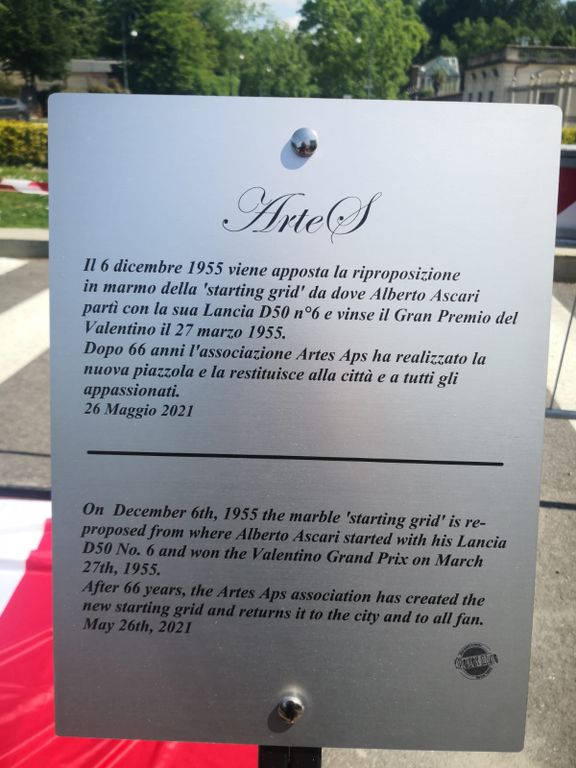 ArteS
Il 6 dicembre 1955 viene apposta la riproposizione
in marmo della 'starting grid' da dove Alberto Ascari
partì con la sua Lancia D50 n°6 e vinse il Gran Premio del
Valentino il 27 marzo 1955.
Dopo 66 anni l'associazione Artes Aps ha realizzato la
nuova piazzola e la restituisce alla città e a tutti gli
appassionati.
26 Maggio 2021
On December 6th, 1955 the marble 'starting grid' is re-
proposed from where Alberto Ascari started with his Lancia
D50 No. 6 and won the Valentino Grand Prix on March
27th, 1955.
After 66 years, the Artes Aps association has created the
new starting grid and returns it to the city and to all fan.
May 26th, 2021